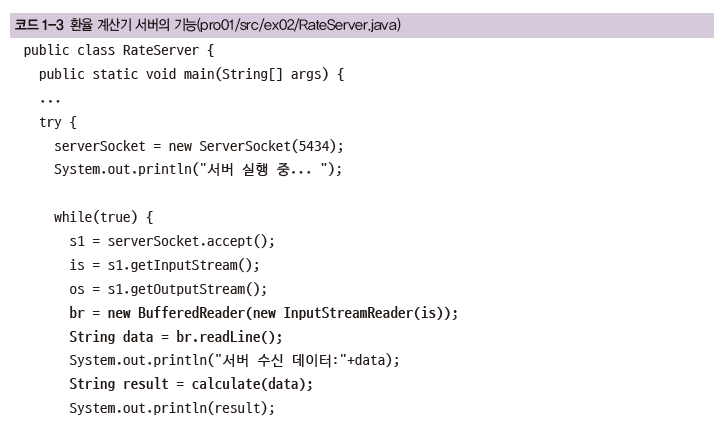 코드 1-3 환율 계산기 서버의 기능(pro01/src/ex02/RateServer.java)
public class RateServer {
  public static void main(String[] args) {
  ...
  try {
    serverSocket = new ServerSocket(5434);
    System.out.println("서버 실행 중... ");

    while(true) {
      s1 = serverSocket.accept();
      is = s1.getInputStream();
      os = s1.getOutputStream();
      br = new BufferedReader(new InputStreamReader(is));
      String data = br.readLine();
      System.out.println("서버 수신 데이터:"+data);
      String result = calculate(data);
      System.out.println(result);